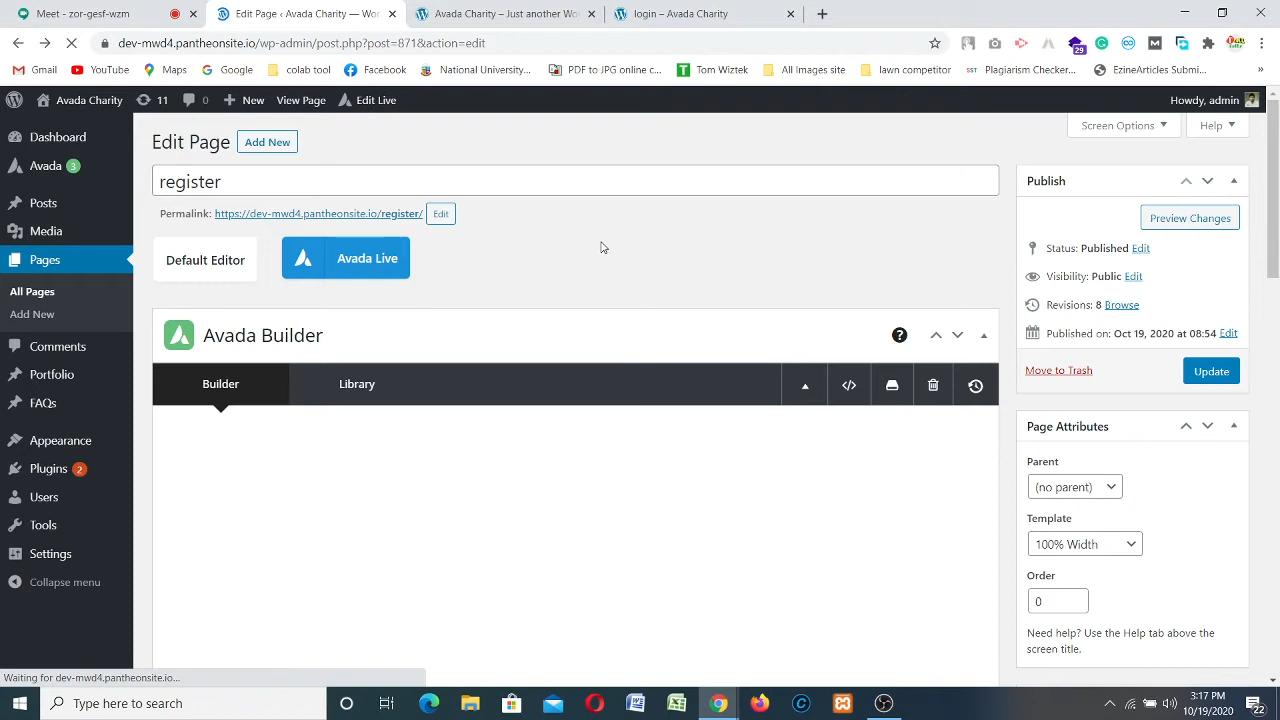 Meet - zor-gesf-wzm
Edit Page ‹ Avada Charity — Wo
Avada Charity – Just another Wo
login – Avada Charity
dev-mwd4.pantheonsite.io/wp-admin/post.php?post=871&action=edit
Gmail
YouTube
Maps
Google
colab tool
Facebook
National University...
PDF to JPG online c...
Tom Wiztek
All Images site
lawn competitor
SST Plagiarism Checke...
EzineArticles Submi...
29
Avada Charity
11
0
New
View Page
Edit Live
Howdy, admin
Dashboard
Avada 3
Posts
Media
Pages
All Pages
Add New
Comments
Portfolio
FAQs
Appearance
Plugins 2
Users
Tools
Settings
Collapse menu
Screen Options
Help
Edit Page
Add New
register
Permalink: https://dev-mwd4.pantheonsite.io/register/ Edit
Default Editor
Avada Live
Avada Builder
?
Builder
Library
</>
Publish
Preview Changes
Status: Published Edit
Visibility: Public Edit
Revisions: 8 Browse
Published on: Oct 19, 2020 at 08:54 Edit
Move to Trash
Update
Page Attributes
Parent
(no parent)
Template
100% Width
Order
0
Need help? Use the Help tab above the
screen title.
Waiting for dev-mwd4.pantheonsite.io...
Type here to search
3:17 PM
10/19/2020
22